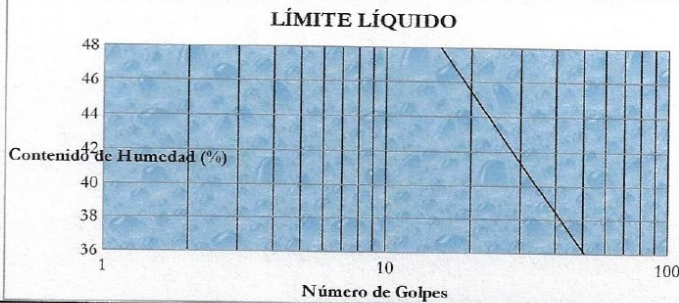 LÍMITE LÍQUIDO
48
46
44
42
Contenido de Humedad (%)
40
38
36
1 10 100
Número de Golpes